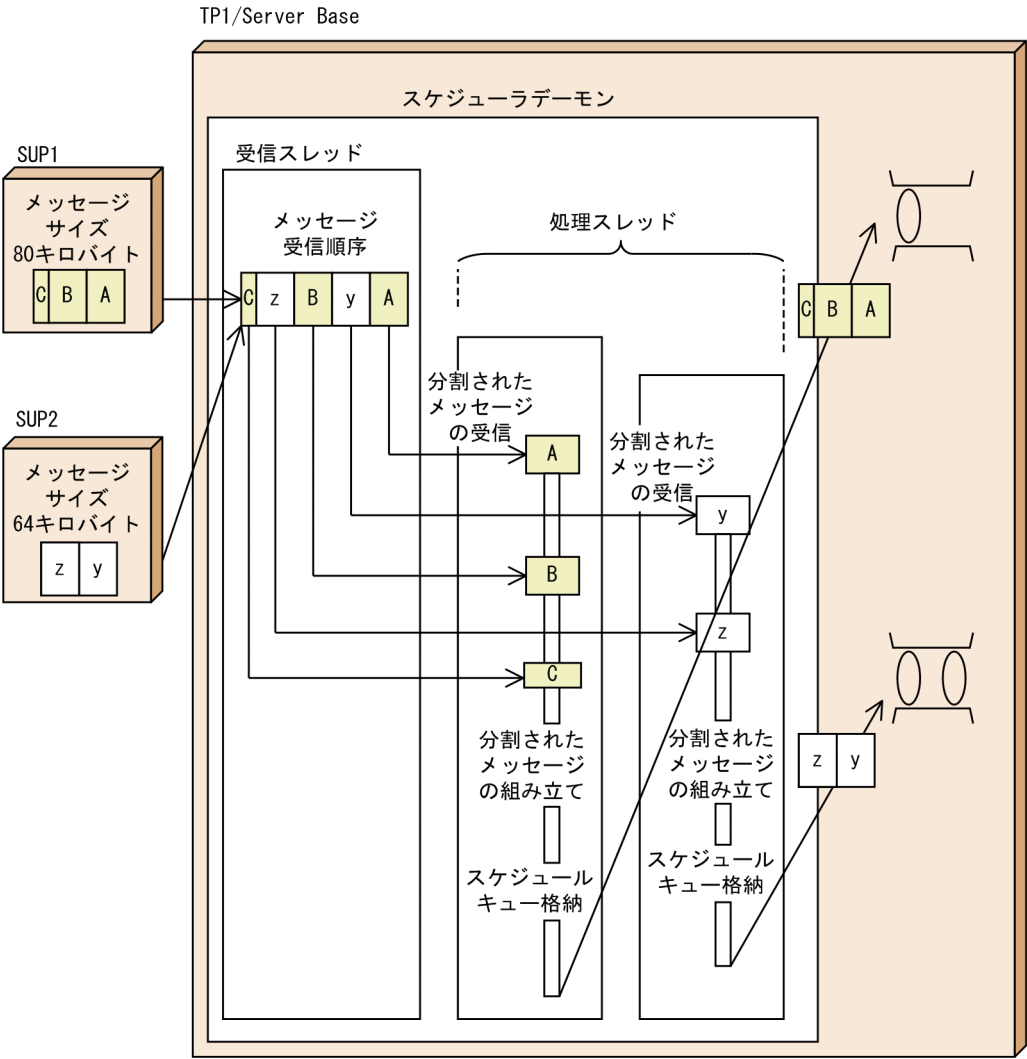 TP1/Server Base
スケジューラデーモン
SUP1
メッセージ
サイズ
80キロバイト
C B A
SUP2
メッセージ
サイズ
64キロバイト
z y
受信スレッド
メッセージ
受信順序
C z B y A
処理スレッド
分割された
メッセージ
の受信
A
B
C
分割された
メッセージ
の組み立て
スケジュール
キュー格納
分割された
メッセージ
の受信
y
z
分割された
メッセージ
の組み立て
スケジュール
キュー格納
C B A
z y